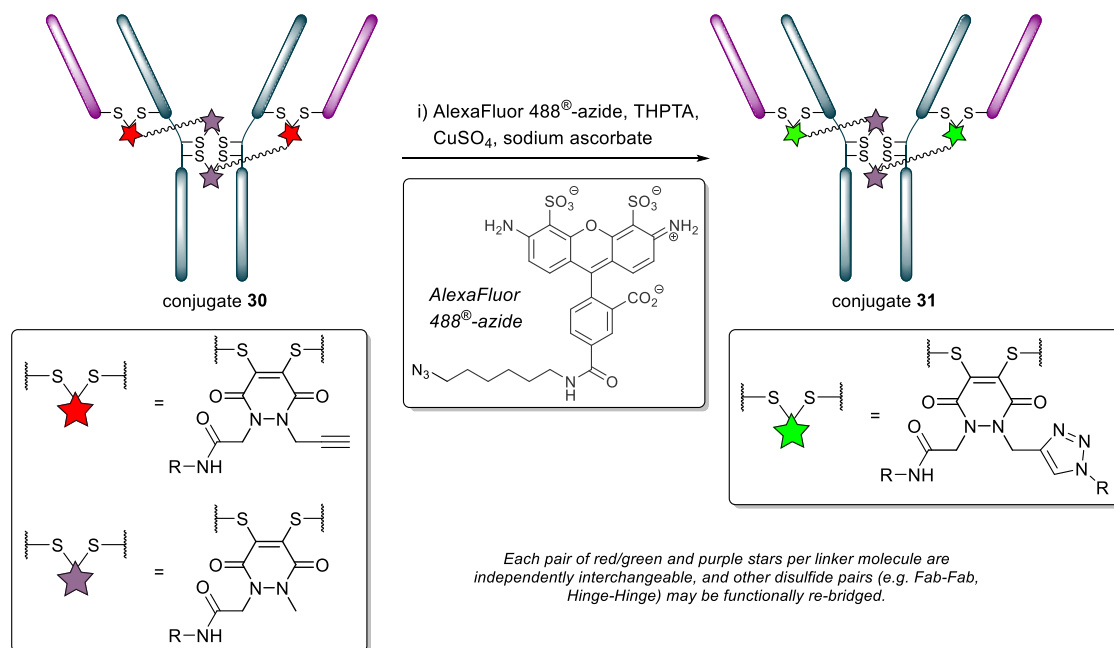 i) AlexaFluor 488®-azide, THPTA,
CuSO4, sodium ascorbate
S S
S S
S S
S S
conjugate 30
SO3⊖ SO3⊖
H2N O NH2
⊕
AlexaFluor
488®-azide
CO2⊖
N3
N
H
O
S S
S S
S S
S S
conjugate 31
S S
=
S S
O O
N N
O
R NH
S S
=
S S
O O
N N
O
R NH
S S
=
S S
O O
N N
O
R NH
N N
N
R
Each pair of red/green and purple stars per linker molecule are
independently interchangeable, and other disulfide pairs (e.g. Fab-Fab,
Hinge-Hinge) may be functionally re-bridged.